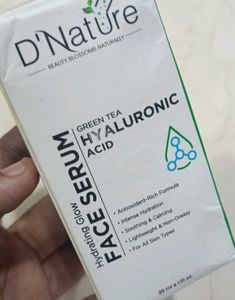 D'Nature
BEAUTY BLOSSOMS NATURALLY
Hydrating Glow
FACE SERUM
GREEN TEA
HYALURONIC
ACID
• Antioxidant-Rich Formula
• Intense Hydration
• Soothing & Calming
• Lightweight & Non-Greasy
• For All Skin Types
30 ml e 1.01 oz.